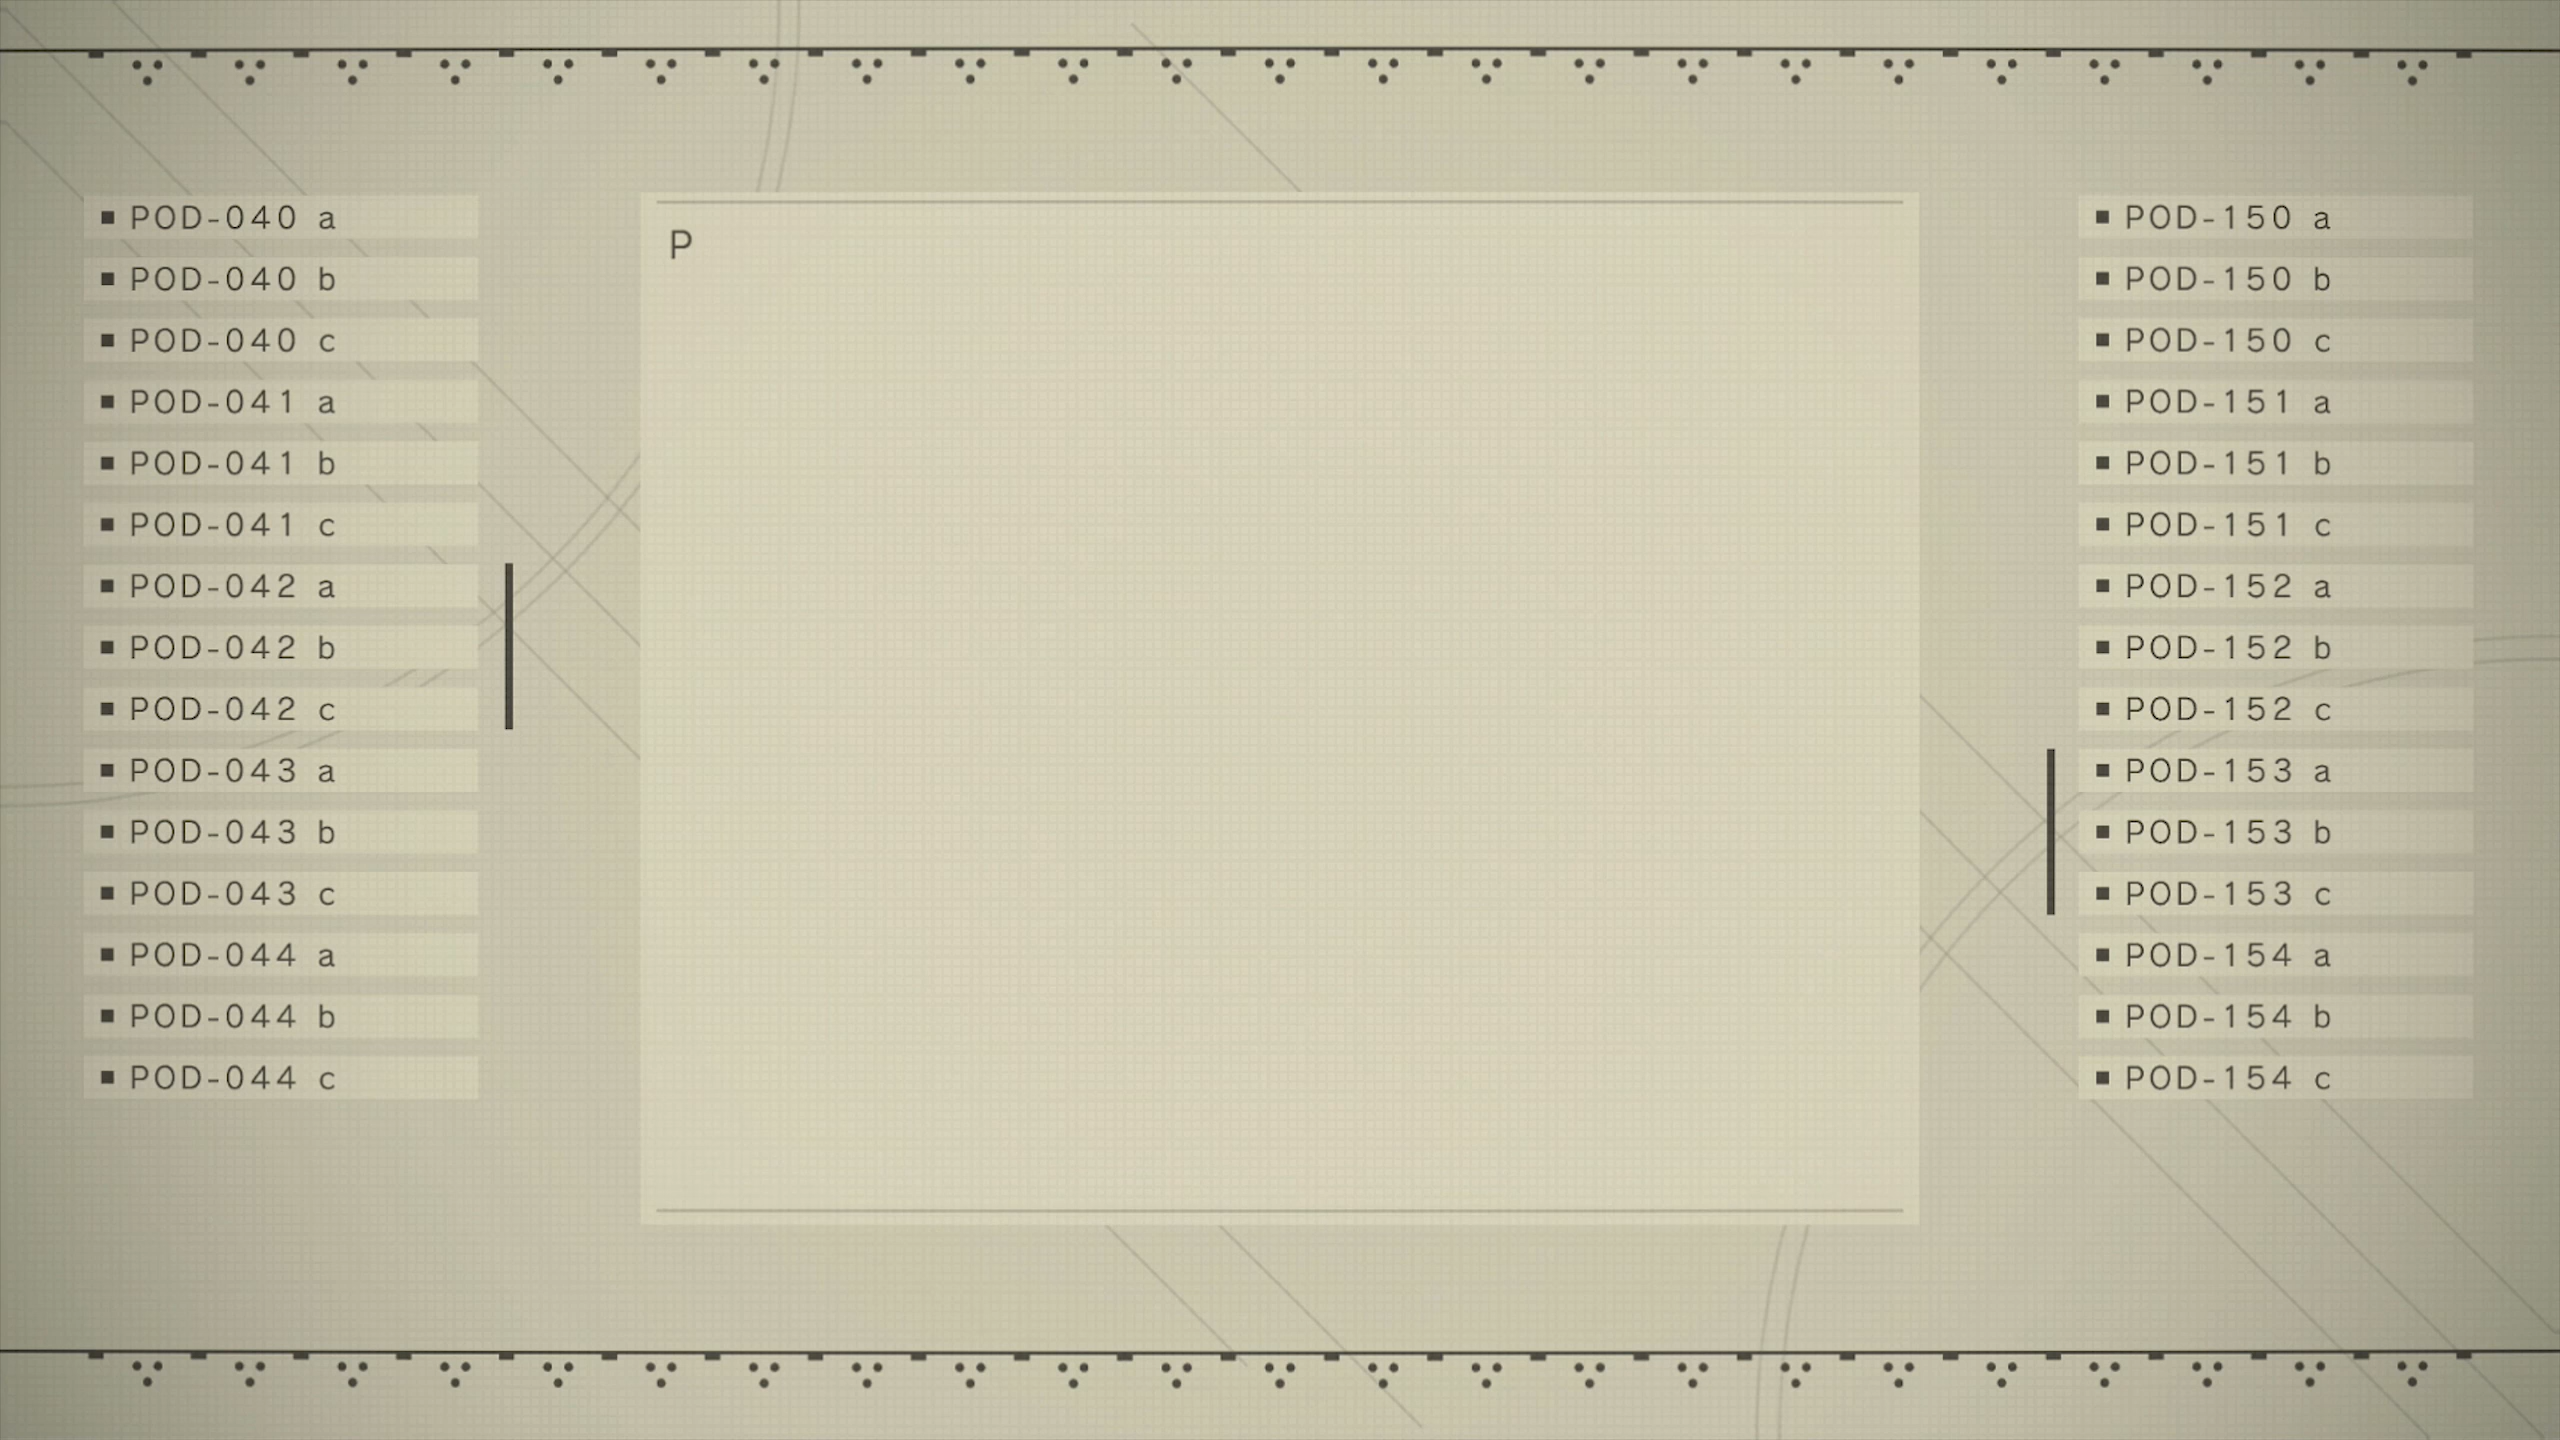 POD-040 a
POD-040 b
POD-040 c
POD-041 a
POD-041 b
POD-041 c
POD-042 a
POD-042 b
POD-042 c
POD-043 a
POD-043 b
POD-043 c
POD-044 a
POD-044 b
POD-044 c
P
POD-150 a
POD-150 b
POD-150 c
POD-151 a
POD-151 b
POD-151 c
POD-152 a
POD-152 b
POD-152 c
POD-153 a
POD-153 b
POD-153 c
POD-154 a
POD-154 b
POD-154 c